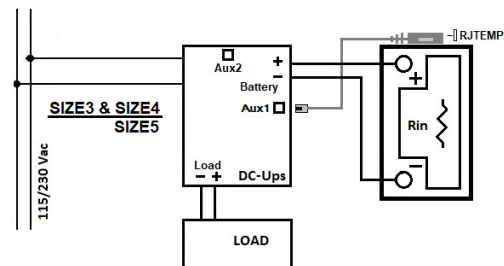 RJTEMP
Aux2
+
−
Battery
Aux1
SIZE3 & SIZE4
SIZE5
115/230 Vac
Load
− +
DC-Ups
+
Rin
−
LOAD